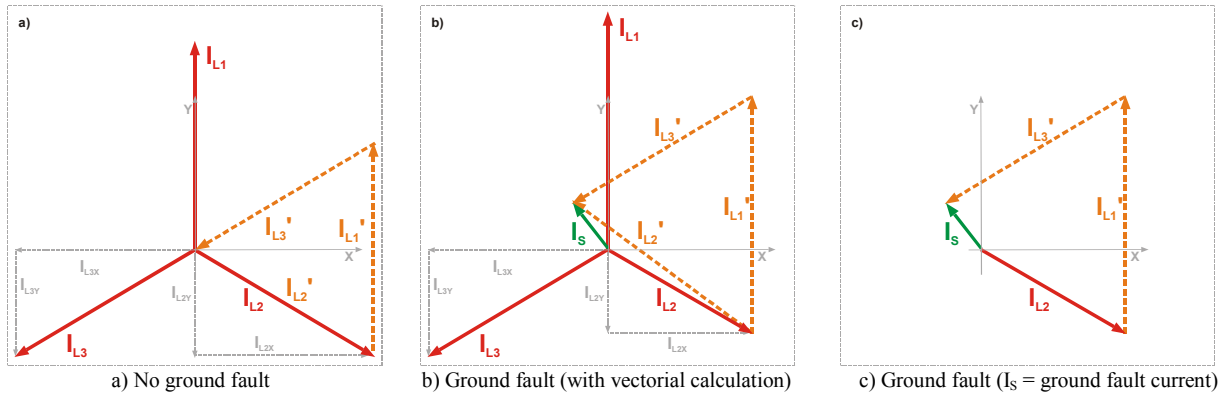 a)
I_L1
Y
I_L3'
I_L1'
X
I_L3X
I_L3Y
I_L2Y
I_L2
I_L2'
I_L3
I_L2X
a) No ground fault
b)
I_L1
Y
I_L3'
I_L1'
I_S
I_L2'
X
I_L3X
I_L3Y
I_L2Y
I_L2
I_L3
I_L2X
b) Ground fault (with vectorial calculation)
c)
Y
I_L3'
I_L1'
I_S
X
I_L2
c) Ground fault (I_S = ground fault current)